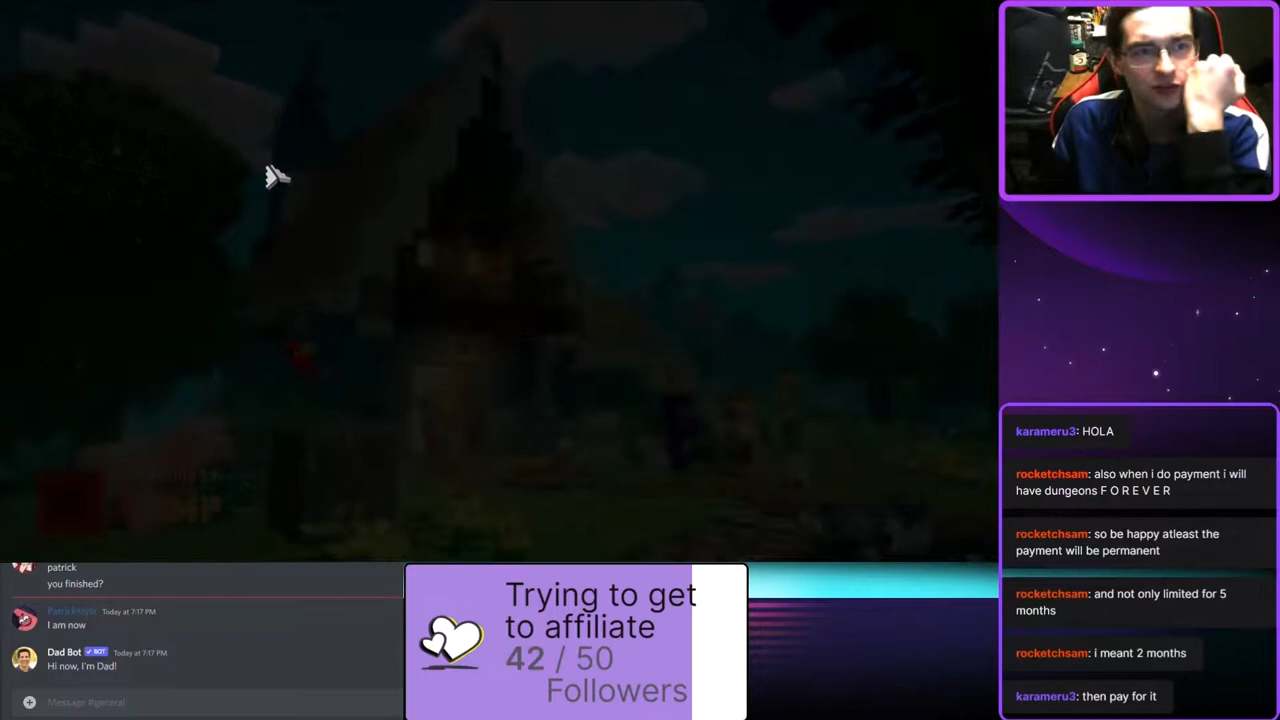 patrick
you finished?
Patrickstyle Today at 7:17 PM
I am now
Dad Bot BOT Today at 7:17 PM
Hi now, I'm Dad!
Message #general
Trying to get
to affiliate
42 / 50
Followers
karameru3: HOLA
rocketchsam: also when i do payment i will
have dungeons F O R E V E R
rocketchsam: so be happy atleast the
payment will be permanent
rocketchsam: and not only limited for 5
months
rocketchsam: i meant 2 months
karameru3: then pay for it